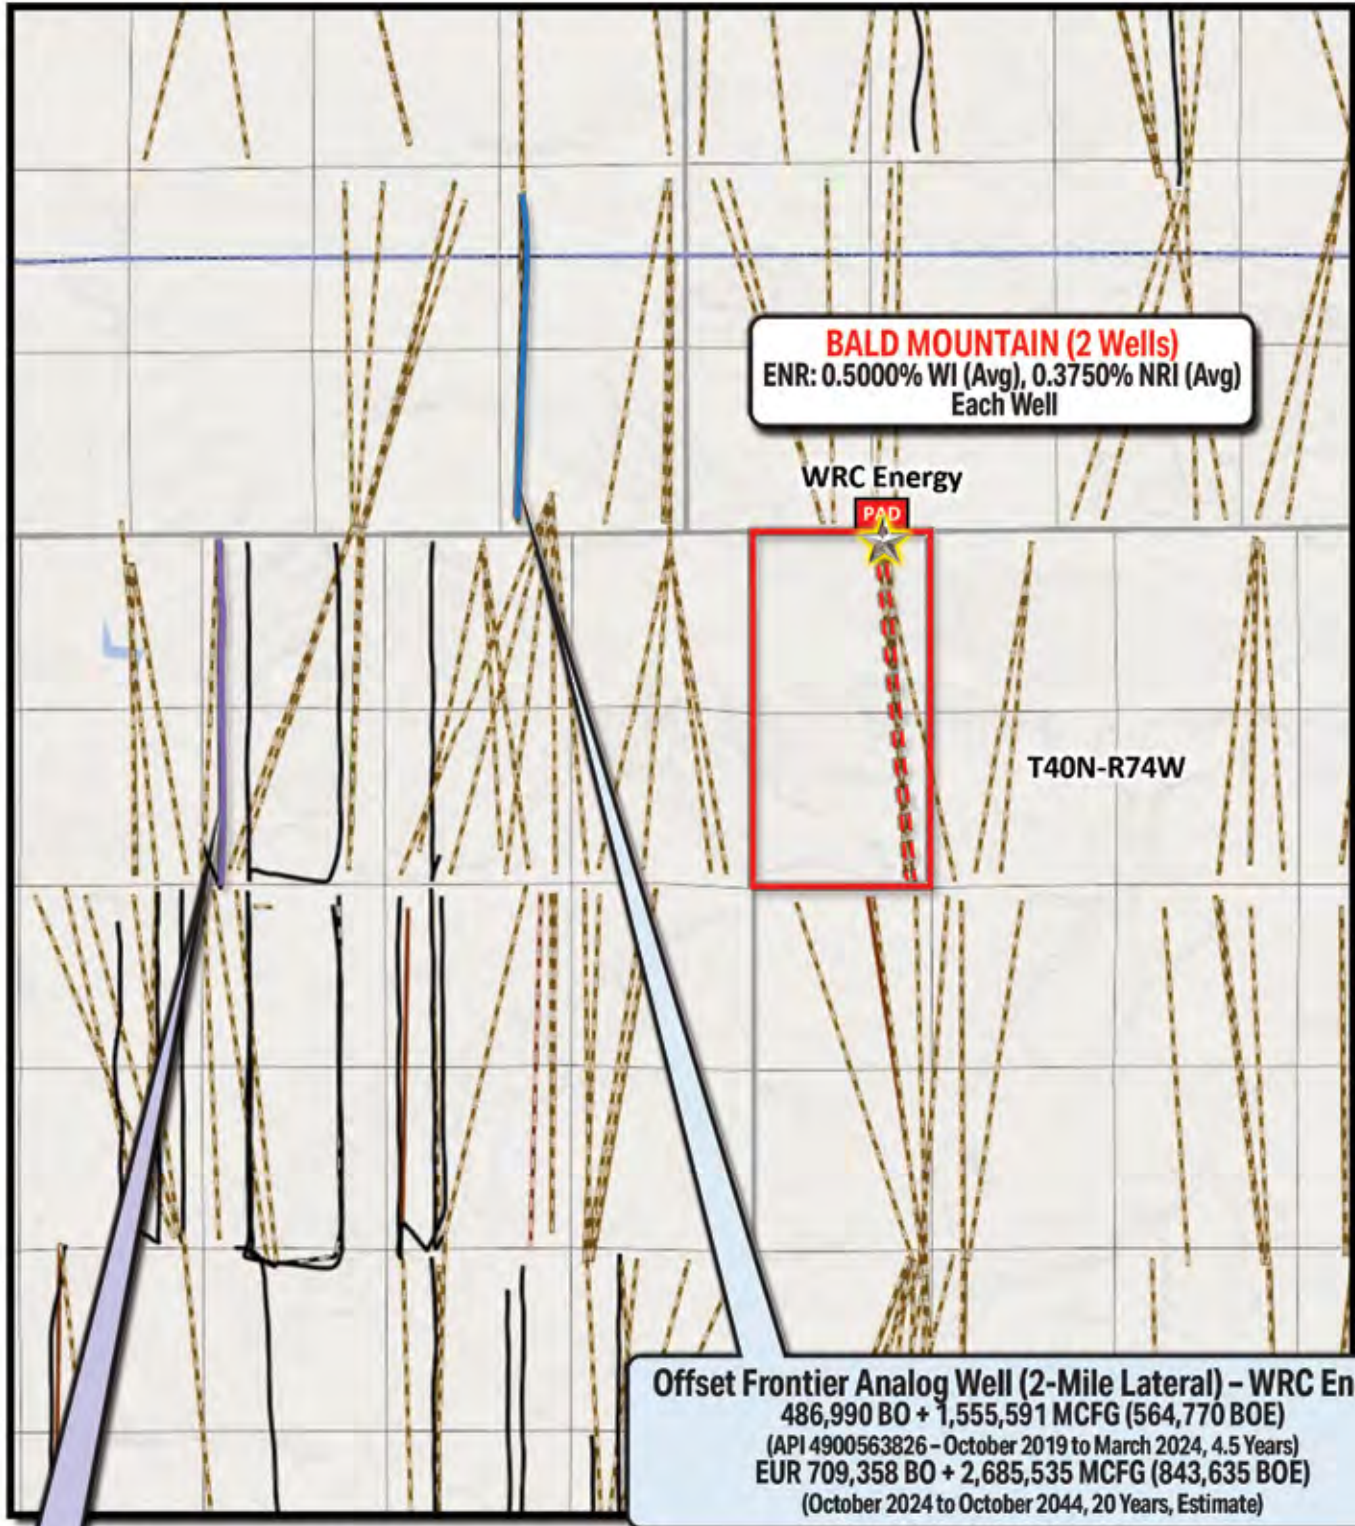 BALD MOUNTAIN (2 Wells)
ENR: 0.5000% WI (Avg), 0.3750% NRI (Avg)
Each Well
WRC Energy
PAD
T40N-R74W
Offset Frontier Analog Well (2-Mile Lateral) – WRC En
486,990 BO + 1,555,591 MCFG (564,770 BOE)
(API 4900563826 – October 2019 to March 2024, 4.5 Years)
EUR 709,358 BO + 2,685,535 MCFG (843,635 BOE)
(October 2024 to October 2044, 20 Years, Estimate)